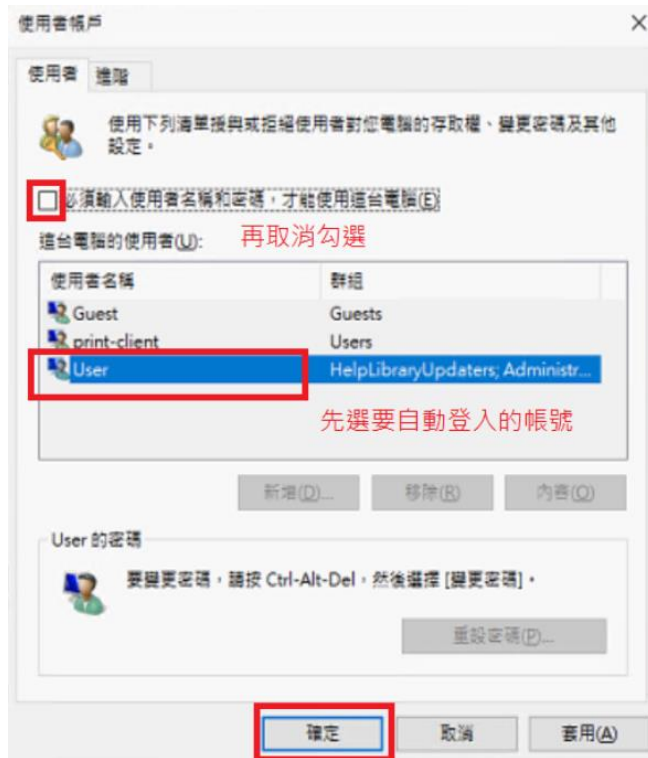 使用者帳戶
使用者 進階
使用下列清單授與或拒絕使用者對您電腦的存取權、變更密碼及其他
設定。
必須輸入使用者名稱和密碼，才能使用這台電腦(E)
這台電腦的使用者(U):
再取消勾選
使用者名稱 群組
Guest Guests
print-client Users
User HelpLibraryUpdaters; Administr...
先選要自動登入的帳號
新增(D)... 移除(R) 內容(O)
User 的密碼
要變更密碼，請按 Ctrl-Alt-Del，然後選擇 [變更密碼]。
重設密碼(P)...
確定 取消 套用(A)